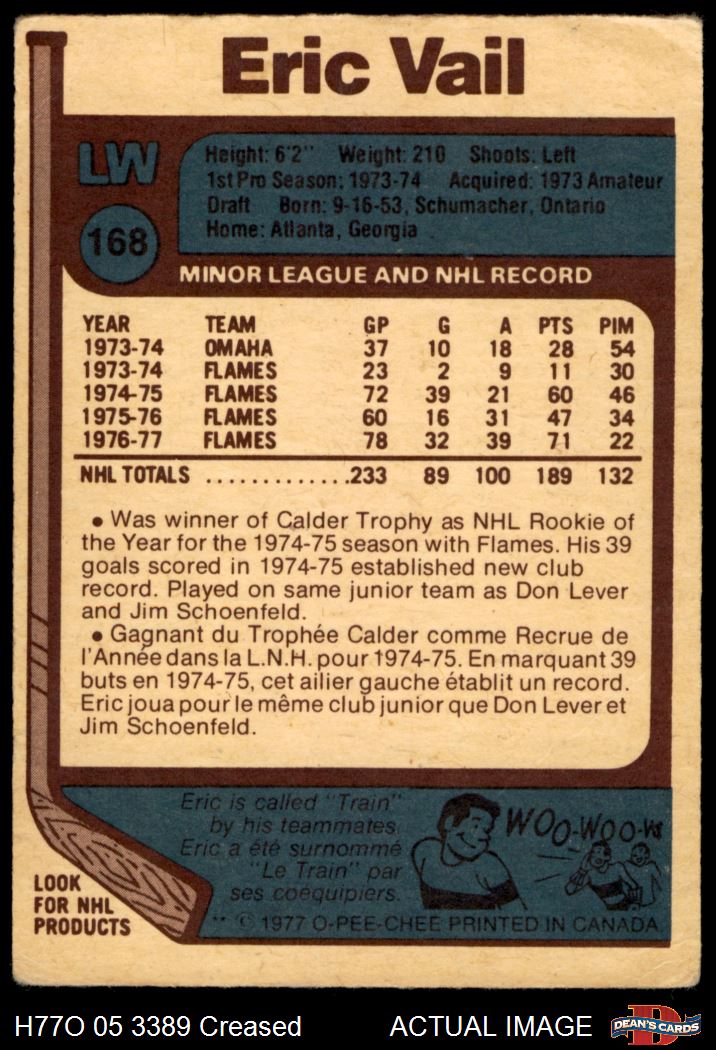 Eric Vail
LW
168
Height: 6'2" Weight: 210 Shoots: Left
1st Pro Season: 1973-74 Acquired: 1973 Amateur
Draft Born: 9-16-53, Schumacher, Ontario
Home: Atlanta, Georgia
MINOR LEAGUE AND NHL RECORD
YEAR TEAM GP G A PTS PIM
1973-74 OMAHA 37 10 18 28 54
1973-74 FLAMES 23 2 9 11 30
1974-75 FLAMES 72 39 21 60 46
1975-76 FLAMES 60 16 31 47 34
1976-77 FLAMES 78 32 39 71 22
NHL TOTALS .............233 89 100 189 132
• Was winner of Calder Trophy as NHL Rookie of
the Year for the 1974-75 season with Flames. His 39
goals scored in 1974-75 established new club
record. Played on same junior team as Don Lever
and Jim Schoenfeld.
• Gagnant du Trophée Calder comme Recrue de
l'Année dans la L.N.H. pour 1974-75. En marquant 39
buts en 1974-75, cet ailier gauche établit un record.
Eric joua pour le même club junior que Don Lever et
Jim Schoenfeld.
Eric is called "Train"
by his teammates.
Eric a été surnommé
"Le Train" par
ses coéquipiers.
WOO-WOO-W
LOOK
FOR NHL
PRODUCTS
** © 1977 O-PEE-CHEE PRINTED IN CANADA.
H77O 05 3389 Creased ACTUAL IMAGE
DEAN'S CARDS